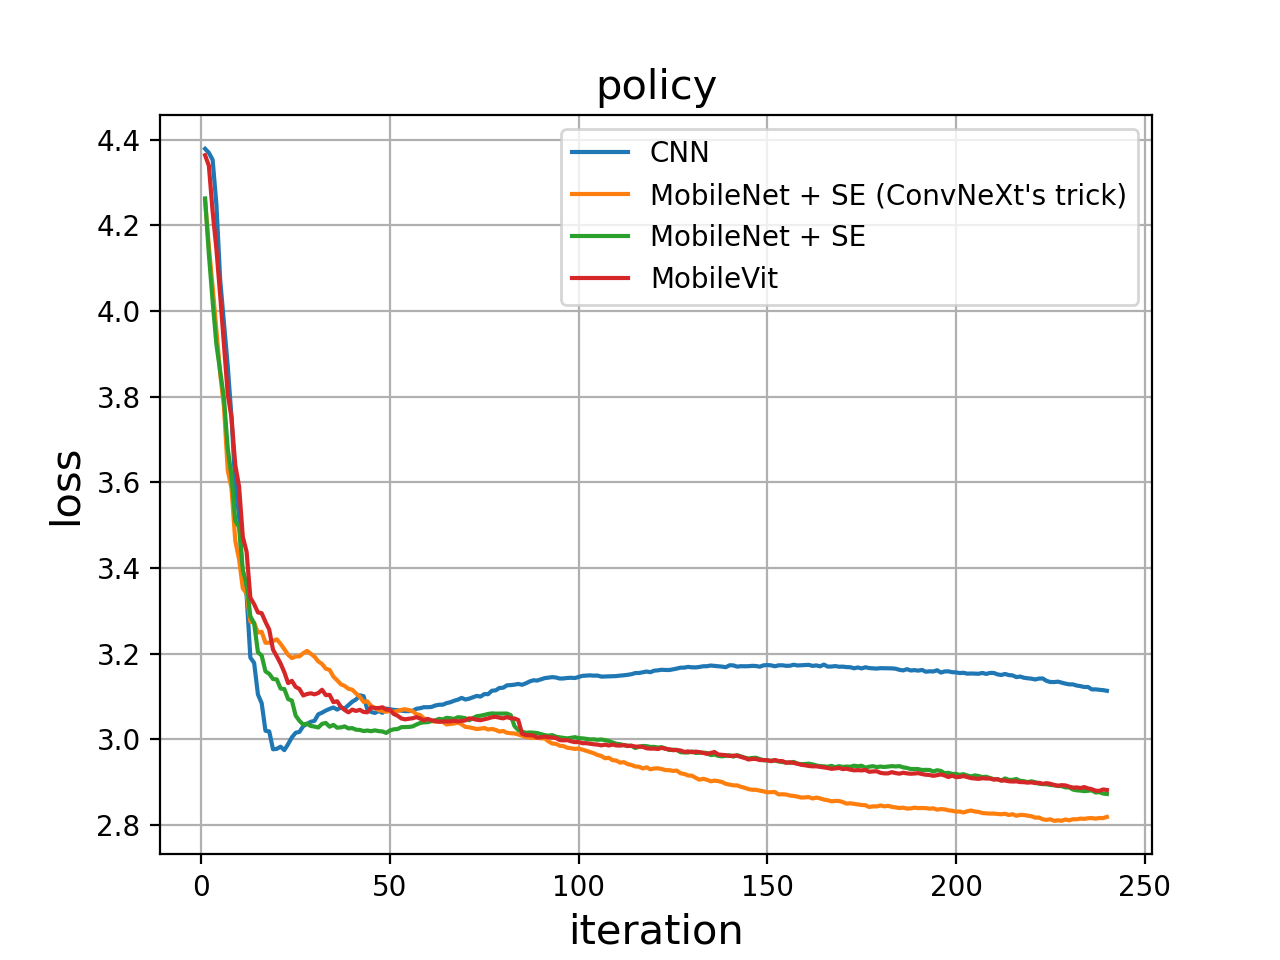 policy
4.4
4.2
4.0
3.8
3.6
3.4
3.2
3.0
2.8
loss
CNN
MobileNet + SE (ConvNeXt's trick)
MobileNet + SE
MobileVit
0 50 100 150 200 250
iteration